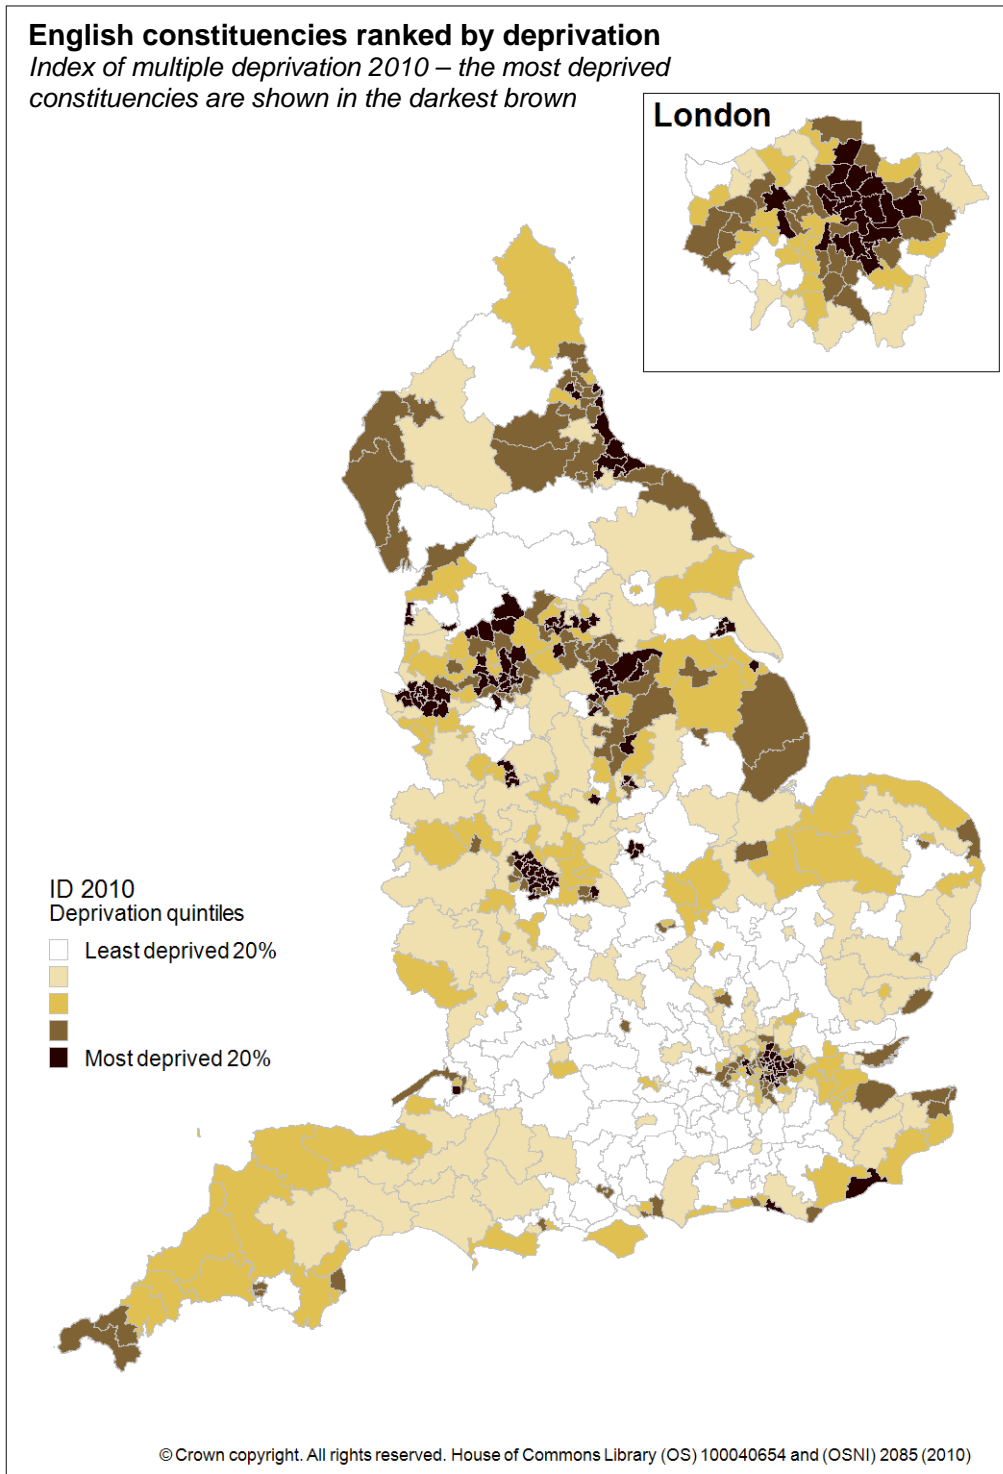 English constituencies ranked by deprivation
Index of multiple deprivation 2010 – the most deprived
constituencies are shown in the darkest brown
London
ID 2010
Deprivation quintiles
Least deprived 20%
Most deprived 20%
© Crown copyright. All rights reserved. House of Commons Library (OS) 100040654 and (OSNI) 2085 (2010)